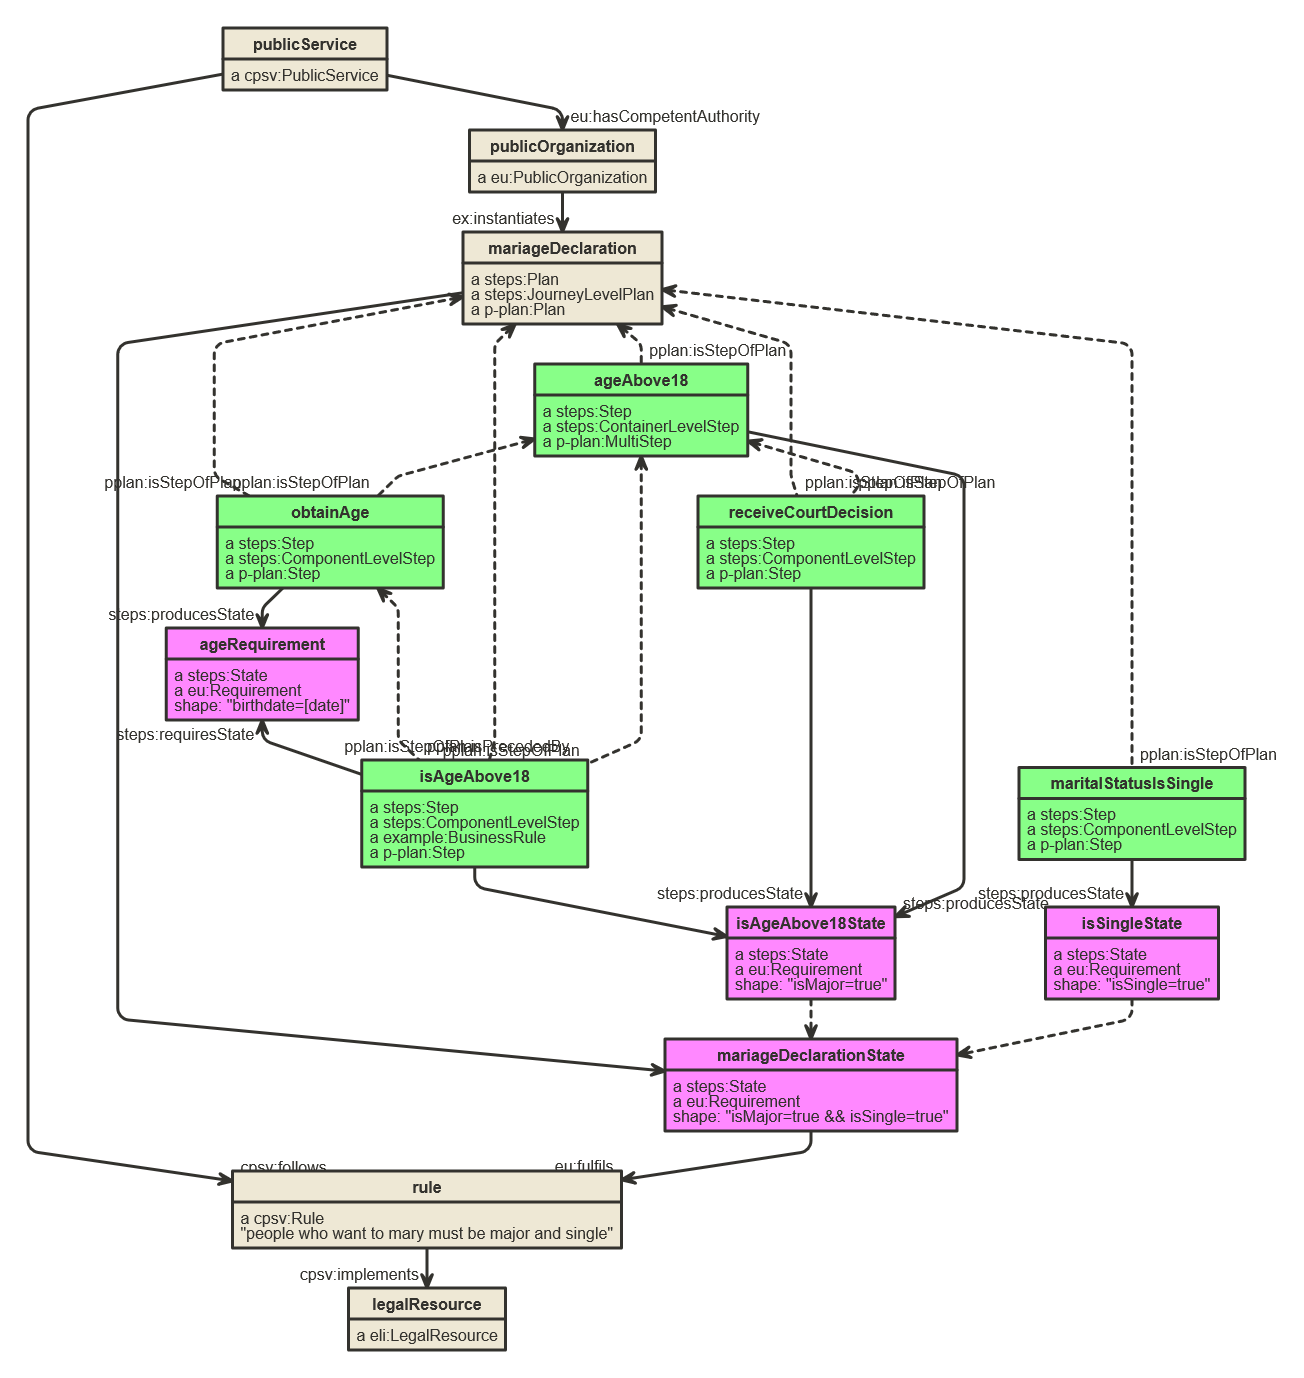 publicService
a cpsv:PublicService
eu:hasCompetentAuthority
publicOrganization
a eu:PublicOrganization
ex:instantiates
mariageDeclaration
a steps:Plan
a steps:JourneyLevelPlan
a p-plan:Plan
pplan:isStepOfPlan
ageAbove18
a steps:Step
a steps:ContainerLevelStep
a p-plan:MultiStep
pplan:isStepOfPlan
pplan:isStepOfPlan
pplan:isStepOfPlan
pplan:isStepOfPlan
obtainAge
a steps:Step
a steps:ComponentLevelStep
a p-plan:Step
receiveCourtDecision
a steps:Step
a steps:ComponentLevelStep
a p-plan:Step
steps:producesState
ageRequirement
a steps:State
a eu:Requirement
shape: "birthdate=[date]"
steps:requiresState
pplan:isStepOfPlan
pplan:isPrecededBy
pplan:isStepOfPlan
pplan:isStepOfPlan
isAgeAbove18
a steps:Step
a steps:ComponentLevelStep
a example:BusinessRule
a p-plan:Step
maritalStatusIsSingle
a steps:Step
a steps:ComponentLevelStep
a p-plan:Step
steps:producesState
steps:producesState
steps:producesState
isAgeAbove18State
a steps:State
a eu:Requirement
shape: "isMajor=true"
isSingleState
a steps:State
a eu:Requirement
shape: "isSingle=true"
mariageDeclarationState
a steps:State
a eu:Requirement
shape: "isMajor=true && isSingle=true"
cpsv:follows
eu:fulfils
rule
a cpsv:Rule
"people who want to mary must be major and single"
cpsv:implements
legalResource
a eli:LegalResource